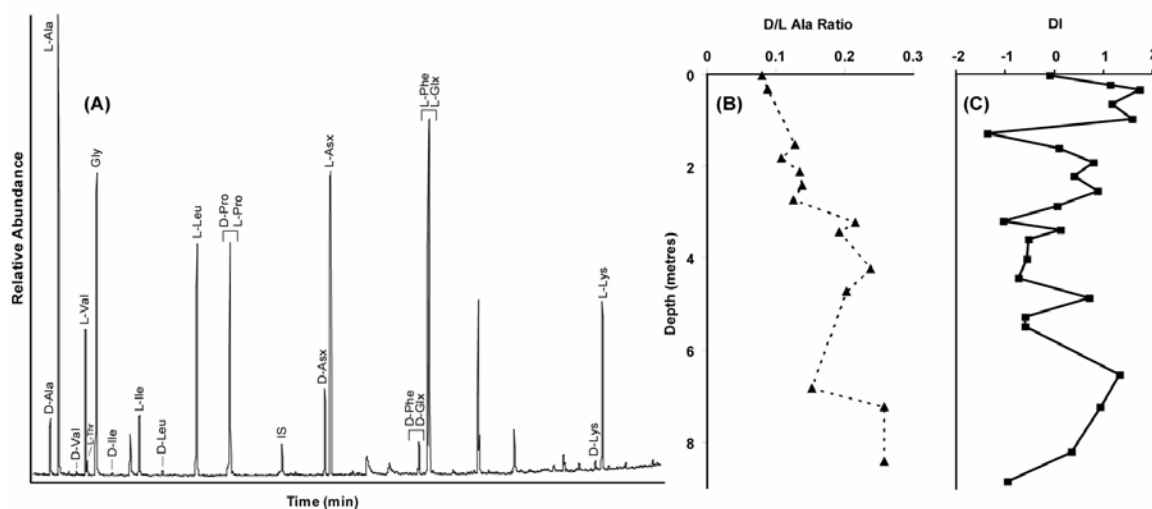 (A)
Relative Abundance
Time (min)
D-Ala
L-Ala
D-Val
L-Val
L-Thr
Gly
D-Ile
L-Ile
D-Leu
L-Leu
D-Pro
L-Pro
IS
D-Asx
L-Asx
D-Phe
D-Glx
L-Phe
L-Glx
D-Lys
L-Lys
D/L Ala Ratio
0 0.1 0.2 0.3
(B)
Depth (metres)
0
2
4
6
8
DI
-2 -1 0 1 2
(C)